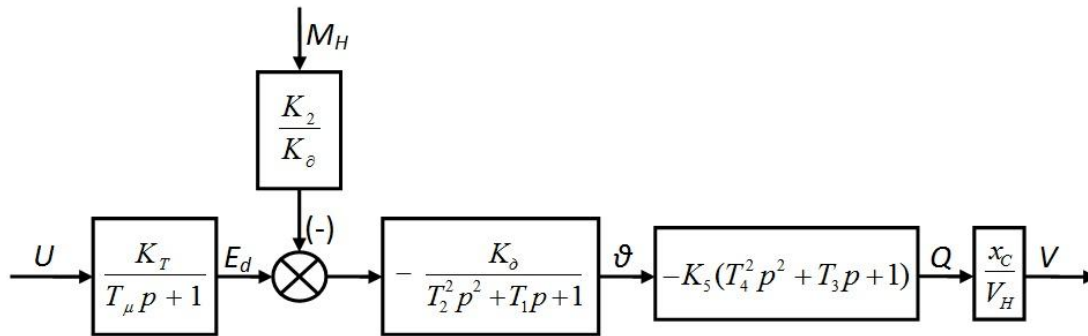 M_H
K_2 / K_∂
(-)
U
K_T / (T_μ p + 1)
E_d
- K_∂ / (T_2^2 p^2 + T_1 p + 1)
ϑ
-K_5 (T_4^2 p^2 + T_3 p + 1)
Q
x_C / V_H
V